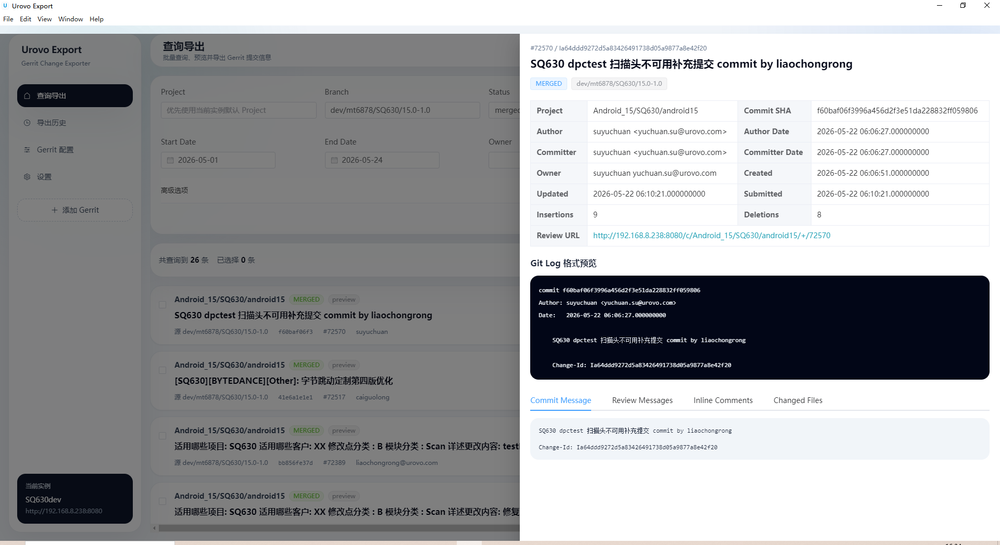 Urovo Export
File Edit View Window Help
Urovo Export
Gerrit Change Exporter
查询导出
导出历史
Gerrit 配置
设置
添加 Gerrit
当前实例
SQ630dev
http://192.168.8.238:8080
查询导出
批量查询、预览并导出 Gerrit 提交信息
Project
优先使用当前实例默认 Project
Branch
dev/mt6878/SQ630/15.0-1.0
Status
merged
Start Date
2026-05-01
End Date
2026-05-24
Owner
高级选项
共查询到 26 条 已选择 0 条
Android_15/SQ630/android15 MERGED preview
SQ630 dpctest 扫描头不可用补充提交 commit by liaochongrong
源 dev/mt6878/SQ630/15.0-1.0 f60baf06f3 #72570 suyuchuan
Android_15/SQ630/android15 MERGED preview
[SQ630][BYTEDANCE][Other]: 字节跳动定制第四版优化
源 dev/mt6878/SQ630/15.0-1.0 41e6a1e1e1 #72517 caiguolong
Android_15/SQ630/android15 MERGED preview
适用哪些项目: SQ630 适用哪些客户: XX 修改点分类 : B 模块分类 : Scan 详述更改内容:
源 dev/mt6878/SQ630/15.0-1.0 bb856fe37d #72389 liaochongrong@urovo.com
Android_15/SQ630/android15 MERGED preview
适用哪些项目: SQ630 适用哪些客户: XX 修改点分类 : B 模块分类 : Scan 详述更改内容: 修复
#72570 / Ia64ddd9272d5a83426491738d05a9877a8e42f20
SQ630 dpctest 扫描头不可用补充提交 commit by liaochongrong
MERGED dev/mt6878/SQ630/15.0-1.0
Project Android_15/SQ630/android15 Commit SHA f60baf06f3996a456d2f3e51da228832ff059806
Author suyuchuan <yuchuan.su@urovo.com> Author Date 2026-05-22 06:06:27.000000000
Committer suyuchuan <yuchuan.su@urovo.com> Committer Date 2026-05-22 06:06:27.000000000
Owner suyuchuan yuchuan.su@urovo.com Created 2026-05-22 06:06:51.000000000
Updated 2026-05-22 06:10:21.000000000 Submitted 2026-05-22 06:10:21.000000000
Insertions 9 Deletions 8
Review URL http://192.168.8.238:8080/c/Android_15/SQ630/android15/+/72570
Git Log 格式预览
commit f60baf06f3996a456d2f3e51da228832ff059806
Author: suyuchuan <yuchuan.su@urovo.com>
Date: 2026-05-22 06:06:27.000000000
SQ630 dpctest 扫描头不可用补充提交 commit by liaochongrong
Change-Id: Ia64ddd9272d5a83426491738d05a9877a8e42f20
Commit Message Review Messages Inline Comments Changed Files
SQ630 dpctest 扫描头不可用补充提交 commit by liaochongrong
Change-Id: Ia64ddd9272d5a83426491738d05a9877a8e42f20